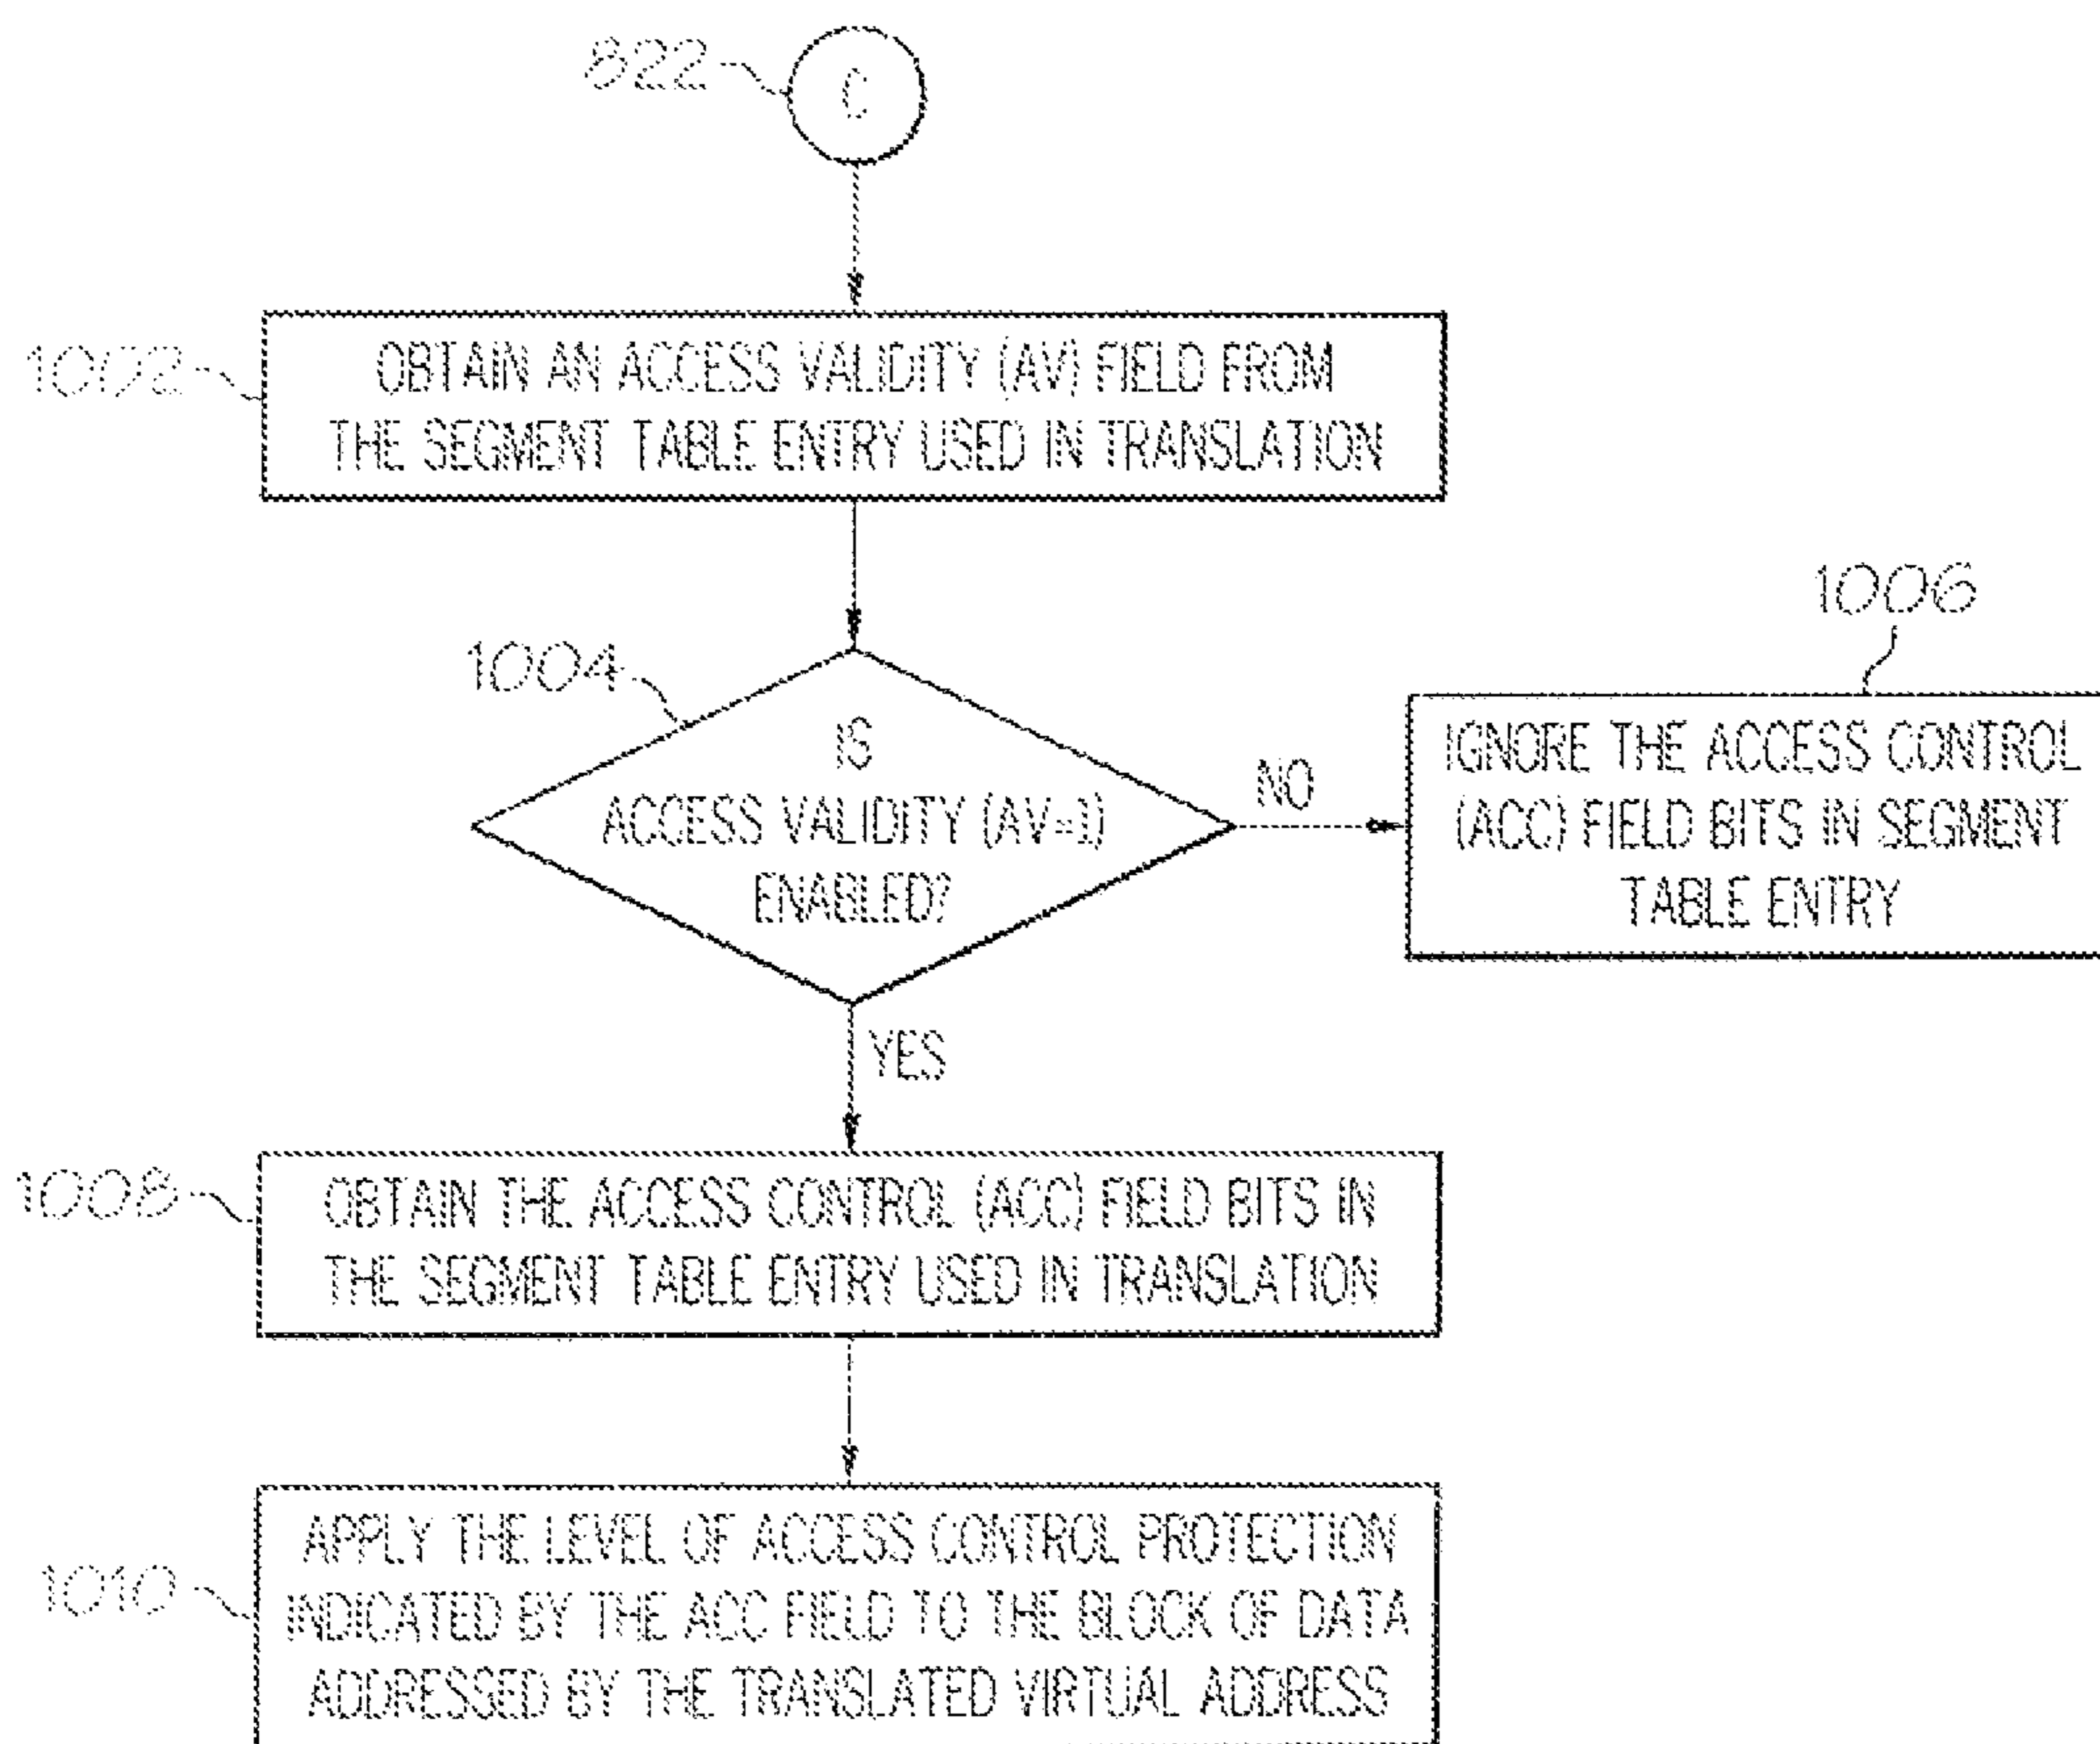 822
C
1002
OBTAIN AN ACCESS VALIDITY (AV) FIELD FROM
THE SEGMENT TABLE ENTRY USED IN TRANSLATION
1004
IS
ACCESS VALIDITY (AV=1)
ENABLED?
NO
1006
IGNORE THE ACCESS CONTROL
(ACC) FIELD BITS IN SEGMENT
TABLE ENTRY
YES
1008
OBTAIN THE ACCESS CONTROL (ACC) FIELD BITS IN
THE SEGMENT TABLE ENTRY USED IN TRANSLATION
1010
APPLY THE LEVEL OF ACCESS CONTROL PROTECTION
INDICATED BY THE ACC FIELD TO THE BLOCK OF DATA
ADDRESSED BY THE TRANSLATED VIRTUAL ADDRESS